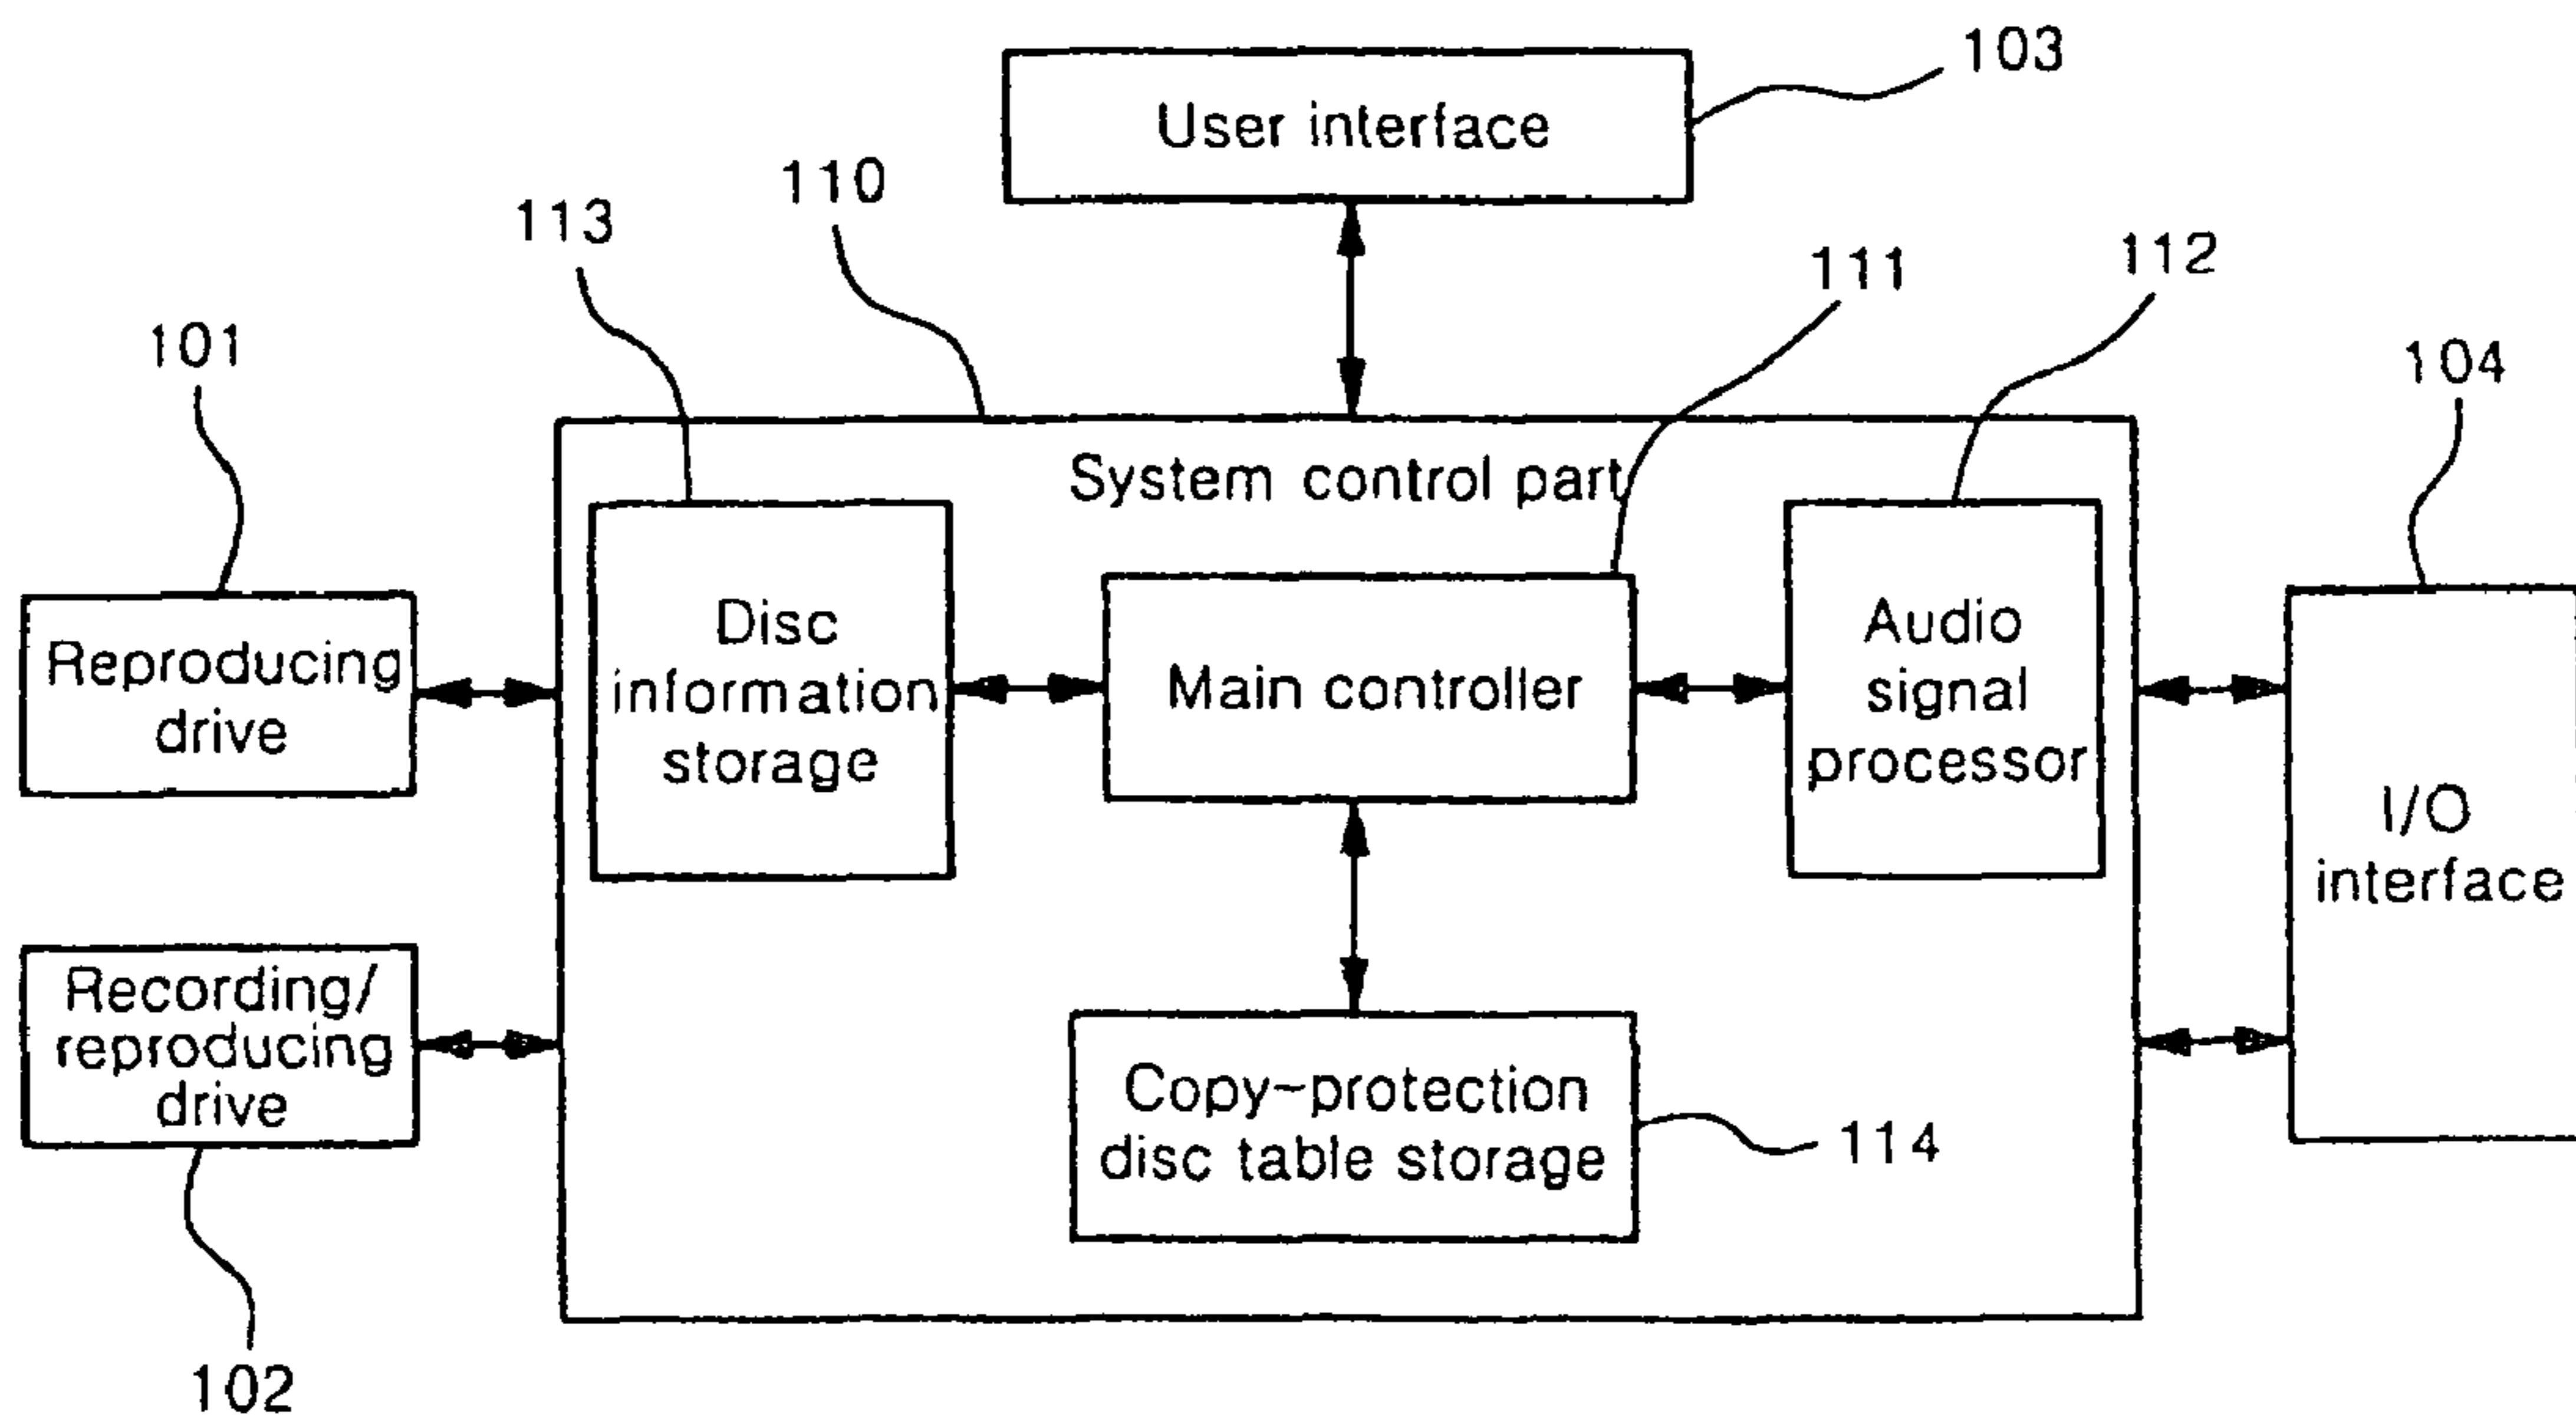 103
User interface
110
113
111
112
101
104
System control part
Disc
information
storage
Main controller
Audio
signal
processor
Reproducing
drive
I/O
interface
Recording/
reproducing
drive
Copy-protection
disc table storage
114
102